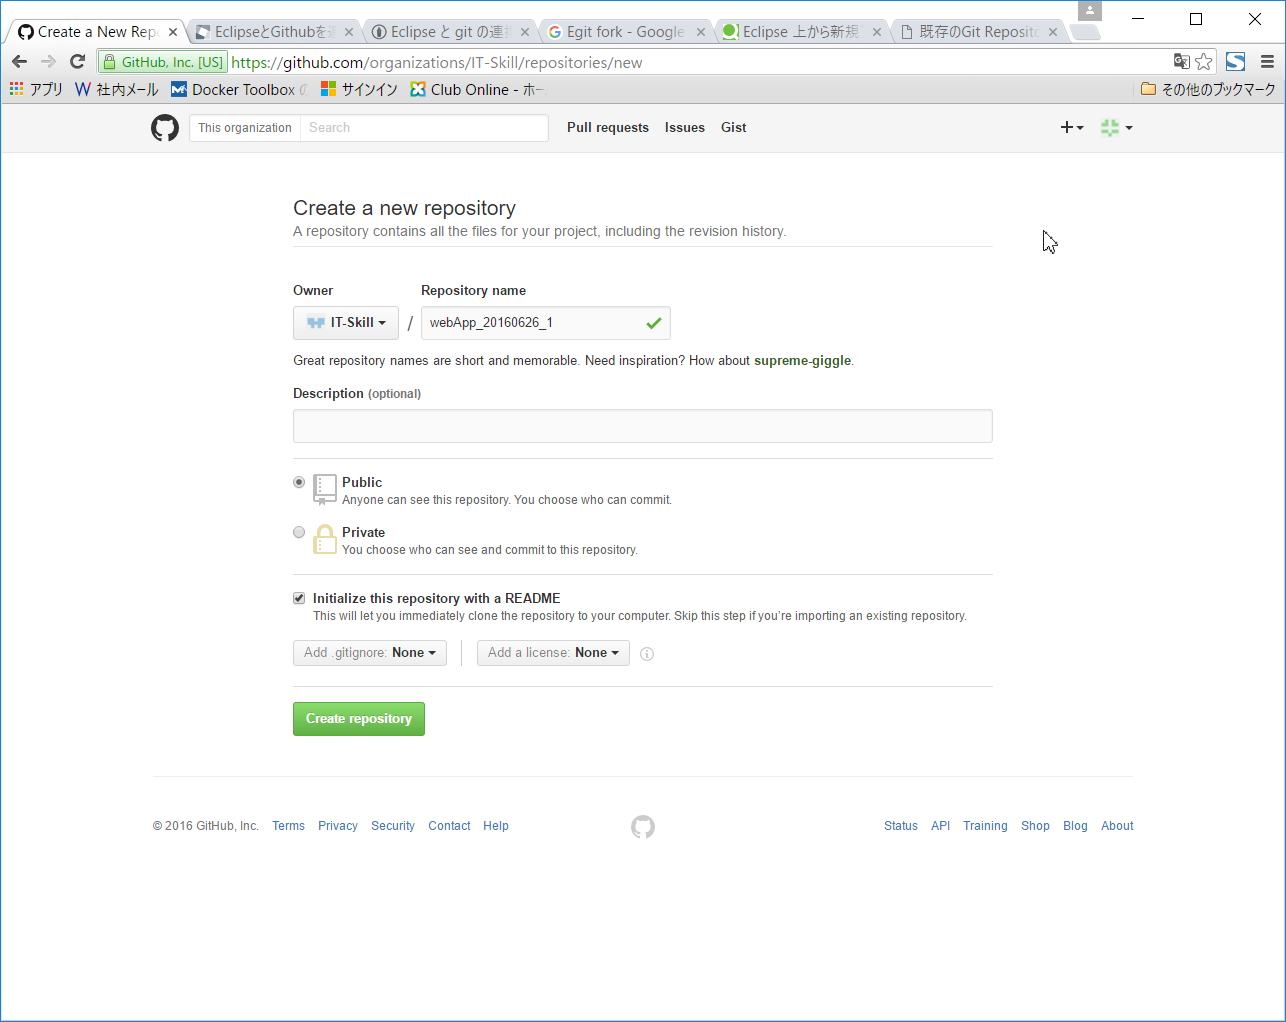 Create a New Rep
EclipseとGithubを連
Eclipse と git の連携
Egit fork - Google
Eclipse 上から新規
既存のGit Reposito
GitHub, Inc. [US] https://github.com/organizations/IT-Skill/repositories/new
アプリ 社内メール Docker Toolbox の サインイン Club Online - ホー その他のブックマーク
This organization Search Pull requests Issues Gist
Create a new repository
A repository contains all the files for your project, including the revision history.
Owner Repository name
IT-Skill / webApp_20160626_1
Great repository names are short and memorable. Need inspiration? How about supreme-giggle.
Description (optional)
Public
Anyone can see this repository. You choose who can commit.
Private
You choose who can see and commit to this repository.
Initialize this repository with a README
This will let you immediately clone the repository to your computer. Skip this step if you’re importing an existing repository.
Add .gitignore: None Add a license: None
Create repository
© 2016 GitHub, Inc. Terms Privacy Security Contact Help Status API Training Shop Blog About